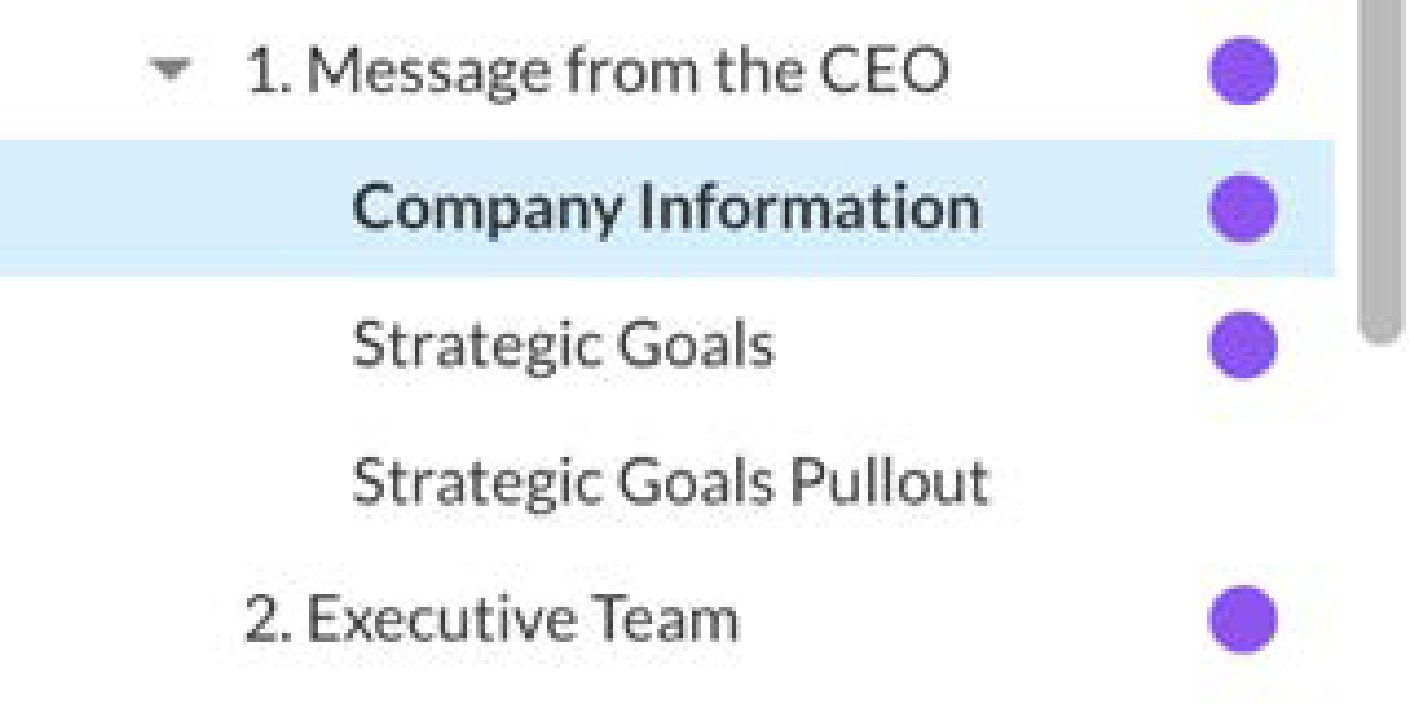 1. Message from the CEO
Company Information
Strategic Goals
Strategic Goals Pullout
2. Executive Team